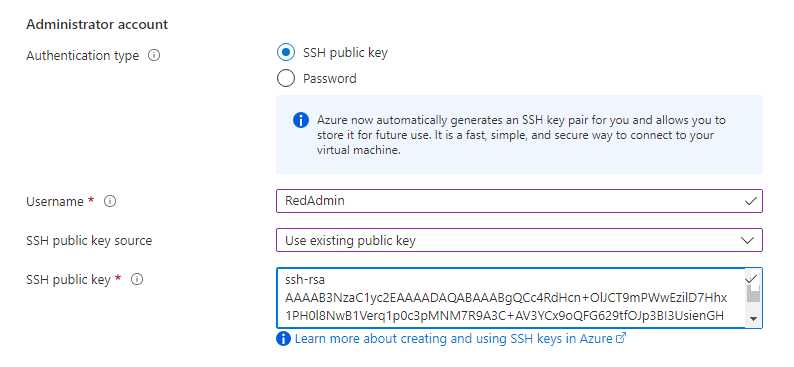 Administrator account
Authentication type
SSH public key
Password
Azure now automatically generates an SSH key pair for you and allows you to
store it for future use. It is a fast, simple, and secure way to connect to your
virtual machine.
Username *
RedAdmin
SSH public key source
Use existing public key
SSH public key *
ssh-rsa
AAAAB3NzaC1yc2EAAAADAQABAAABgQCc4RdHcn+OlJCT9mPWwEzilD7Hhx
1PH0l8NwB1Verq1p0c3pMNM7R9A3C+AV3YCx9oQFG629tfOJp3BI3UsienGH
Learn more about creating and using SSH keys in Azure